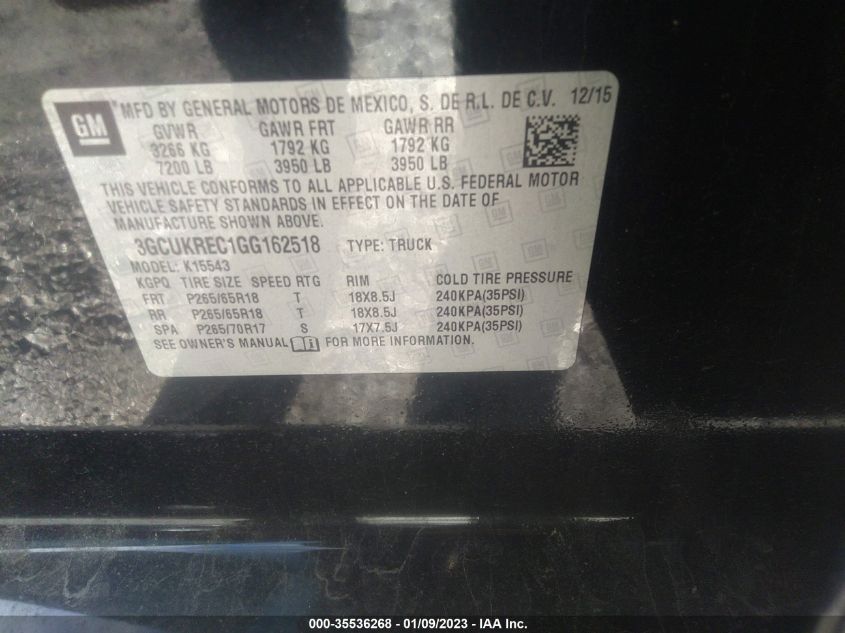 GM ® MFD BY GENERAL MOTORS DE MEXICO, S. DE R.L. DE C.V. 12/15
GVWR GAWR FRT GAWR RR
3266 KG 1792 KG 1792 KG
7200 LB 3950 LB 3950 LB
THIS VEHICLE CONFORMS TO ALL APPLICABLE U.S. FEDERAL MOTOR
VEHICLE SAFETY STANDARDS IN EFFECT ON THE DATE OF
MANUFACTURE SHOWN ABOVE.
3GCUKREC1GG162518 TYPE: TRUCK
MODEL: K15543
KGPQ TIRE SIZE SPEED RTG RIM COLD TIRE PRESSURE
FRT P265/65R18 T 18X8.5J 240KPA(35PSI)
RR P265/65R18 T 18X8.5J 240KPA(35PSI)
SPA P265/70R17 S 17X7.5J 240KPA(35PSI)
SEE OWNER'S MANUAL FOR MORE INFORMATION.
000-35536268 - 01/09/2023 - IAA Inc.